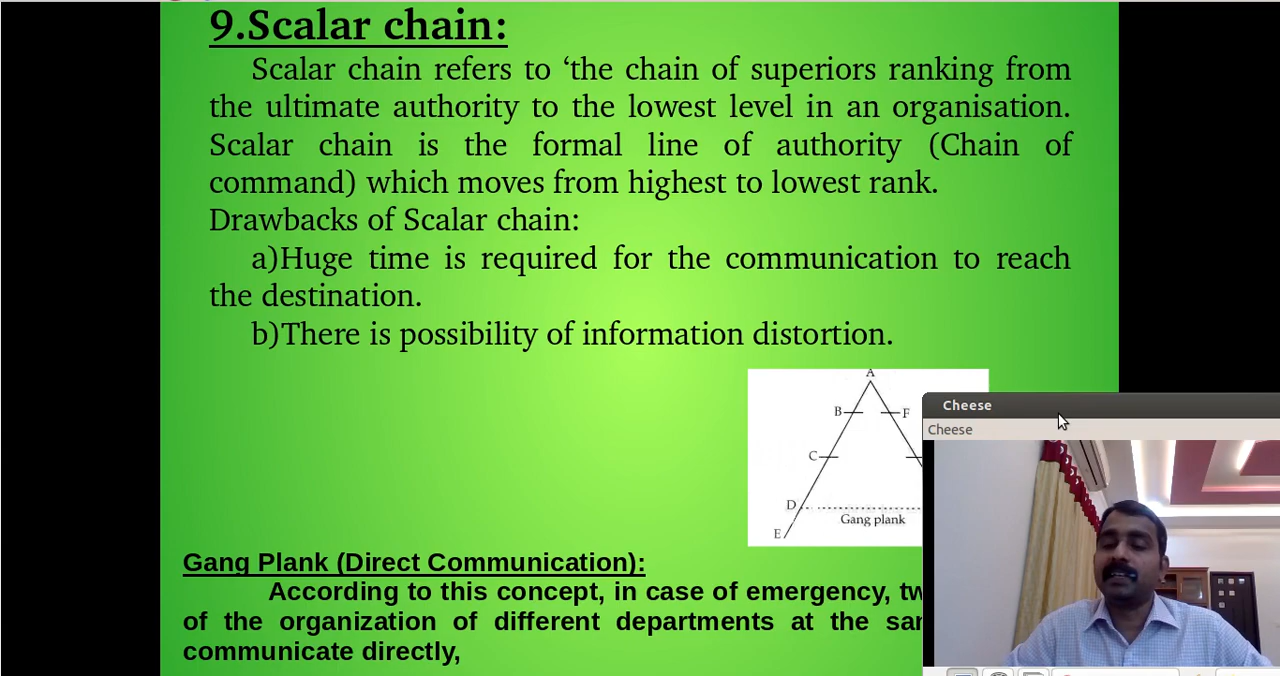 9.Scalar chain:
Scalar chain refers to ‘the chain of superiors ranking from
the ultimate authority to the lowest level in an organisation.
Scalar chain is the formal line of authority (Chain of
command) which moves from highest to lowest rank.
Drawbacks of Scalar chain:
a)Huge time is required for the communication to reach
the destination.
b)There is possibility of information distortion.
A
B
F
C
D
Gang plank
E
Cheese
Cheese
Gang Plank (Direct Communication):
According to this concept, in case of emergency,
of the organization of different departments at the
communicate directly,